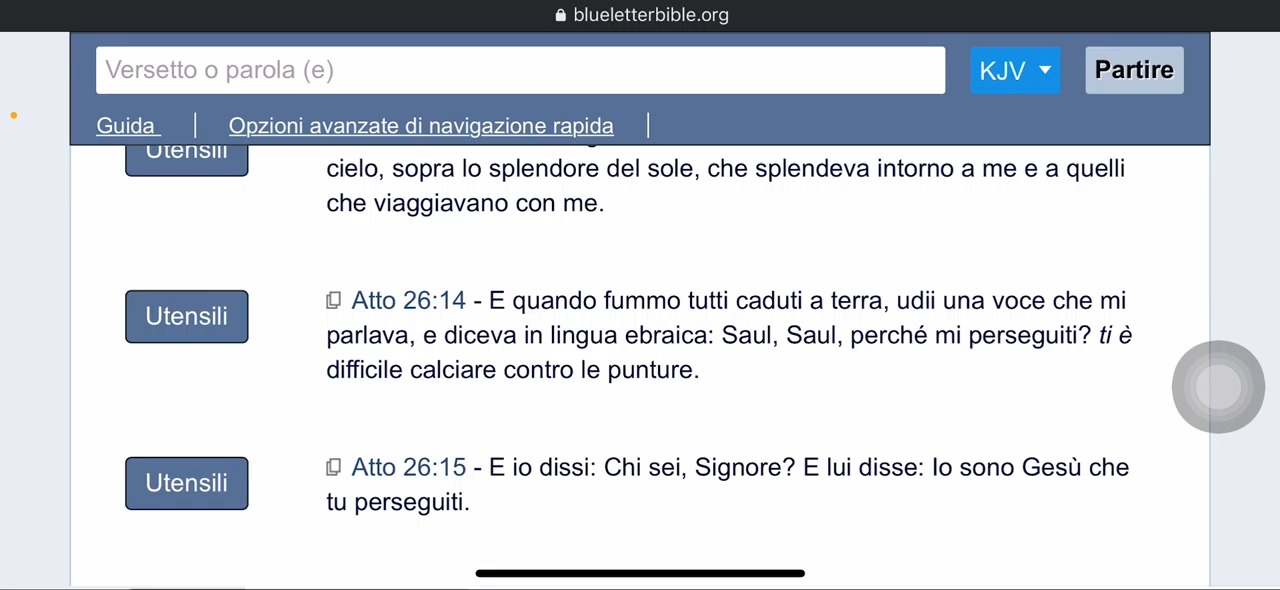 blueletterbible.org
Versetto o parola (e)
KJV
Partire
Guida
Opzioni avanzate di navigazione rapida
Utensili
cielo, sopra lo splendore del sole, che splendeva intorno a me e a quelli
che viaggiavano con me.
Utensili
Atto 26:14 - E quando fummo tutti caduti a terra, udii una voce che mi
parlava, e diceva in lingua ebraica: Saul, Saul, perché mi perseguiti? ti è
difficile calciare contro le punture.
Utensili
Atto 26:15 - E io dissi: Chi sei, Signore? E lui disse: Io sono Gesù che
tu perseguiti.